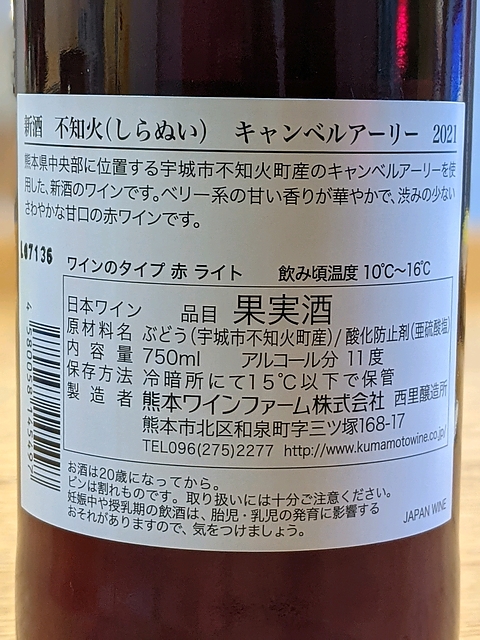 新酒 不知火(しらぬい) キャンベルアーリー 2021
熊本県中央部に位置する宇城市不知火町産のキャンベルアーリーを使
用した、新酒のワインです。ベリー系の甘い香りが華やかで、渋みの少ない
さわやかな甘口の赤ワインです。
107136
ワインのタイプ 赤 ライト 飲み頃温度 10℃〜16℃
日本ワイン 品目 果実酒
原材料名 ぶどう(宇城市不知火町産)/酸化防止剤(亜硫酸塩)
内容量 750ml アルコール分 11度
保存方法 冷暗所にて15℃以下で保管
製造者 熊本ワインファーム株式会社 西里醸造所
熊本市北区和泉町字三ツ塚168-17
TEL096(275)2277 http://www.kumamotowine.co.jp/
4 580058 143497
お酒は20歳になってから。
ビンは割れものです。取り扱いには十分ご注意ください。
妊娠中や授乳期の飲酒は、胎児・乳児の発育に影響する
おそれがありますので、気をつけましょう。
JAPAN WINE